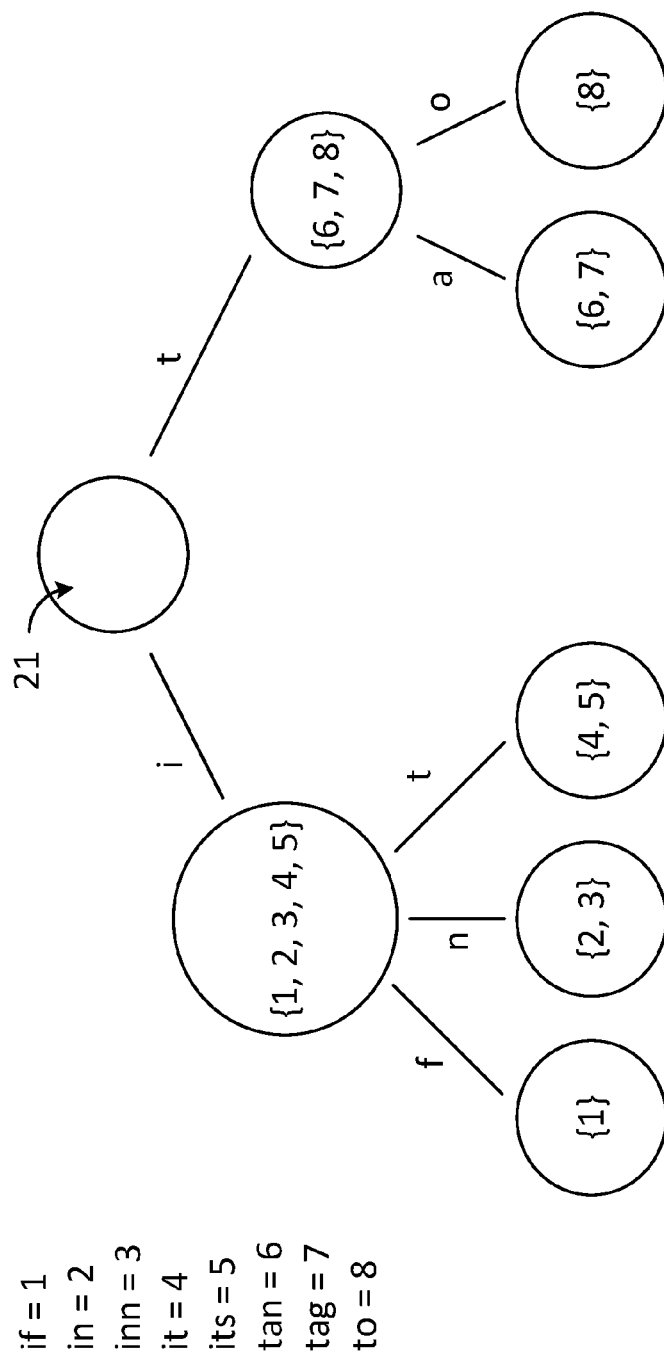 if = 1
in = 2
inn = 3
it = 4
its = 5
tan = 6
tag = 7
to = 8
21
i
t
{1, 2, 3, 4, 5}
{6, 7, 8}
f
n
t
a
o
{1}
{2, 3}
{4, 5}
{6, 7}
{8}